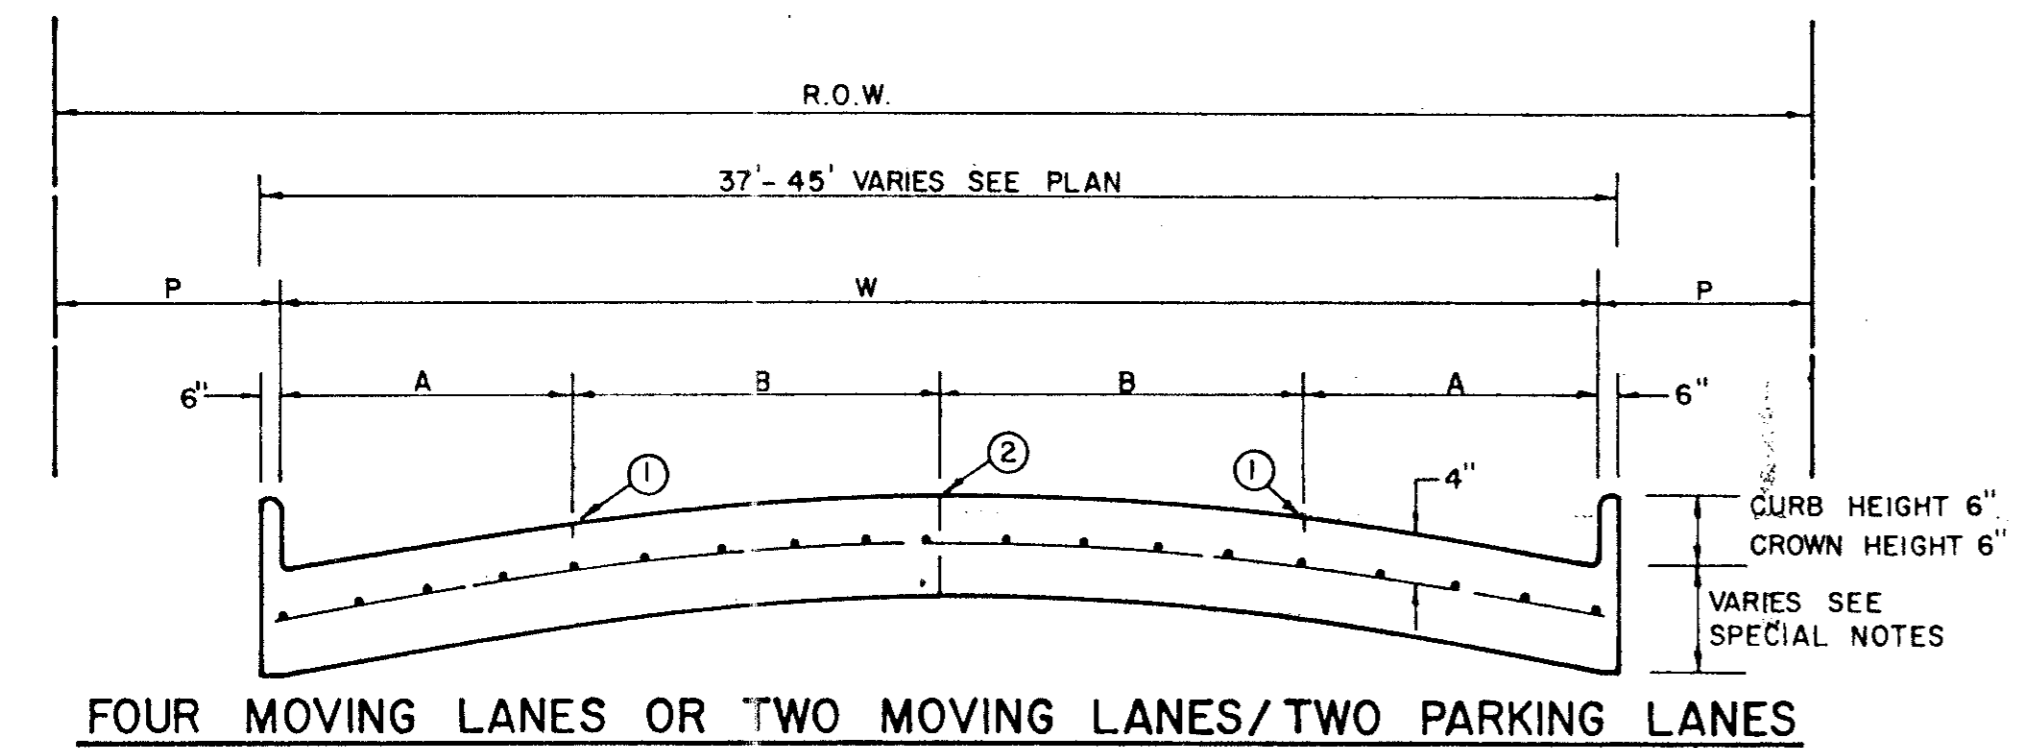 R.O.W.
37'-45' VARIES SEE PLAN
P W P
6" A B B A 6"
1 2 1 4"
CURB HEIGHT 6"
CROWN HEIGHT 6"
VARIES SEE
SPECIAL NOTES
FOUR MOVING LANES OR TWO MOVING LANES/TWO PARKING LANES